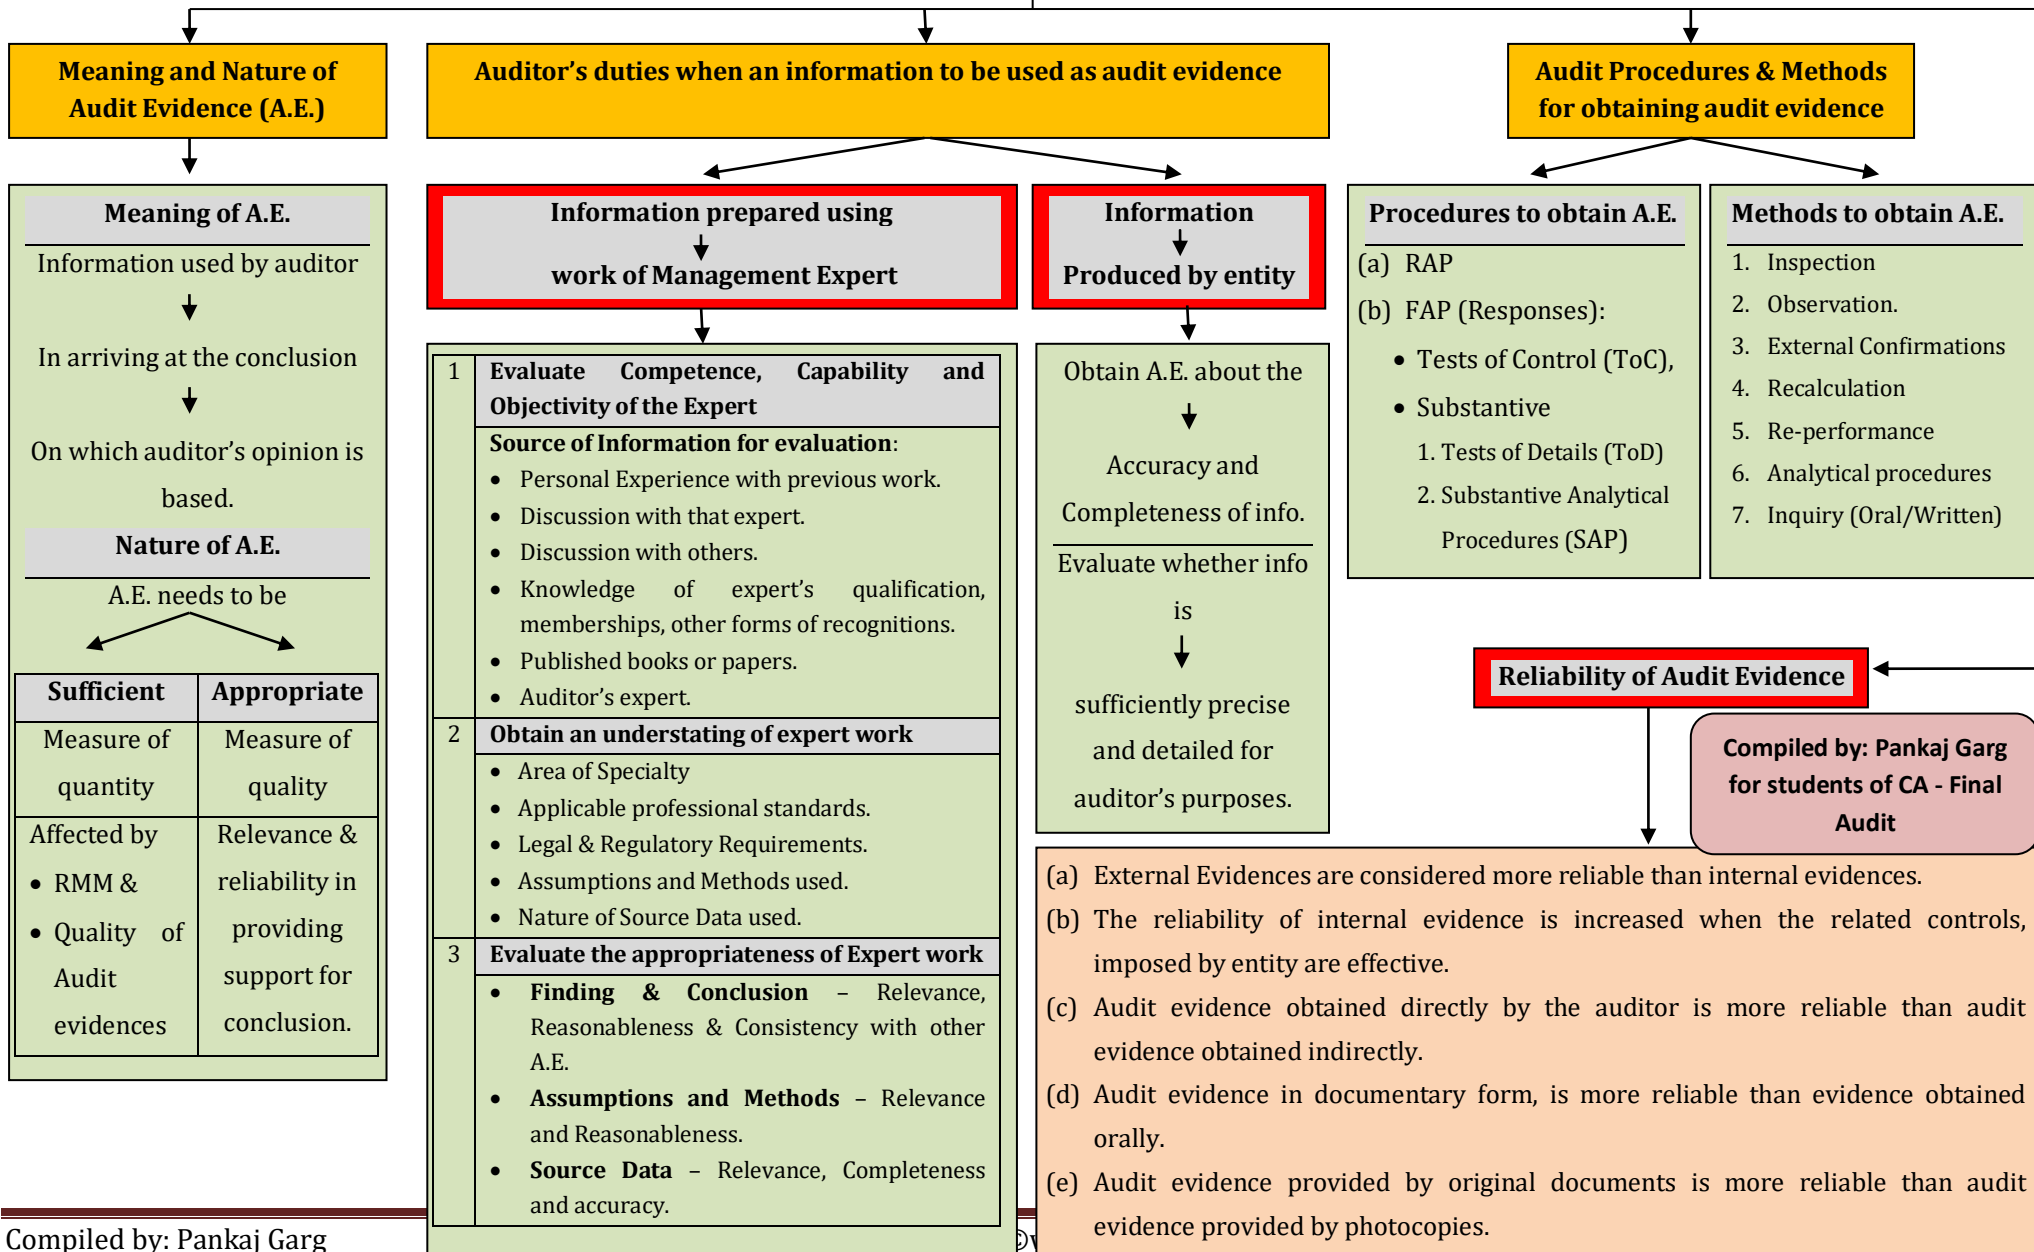 Meaning and Nature of
Audit Evidence (A.E.)
Auditor's duties when an information to be used as audit evidence
Audit Procedures & Methods
for obtaining audit evidence
Meaning of A.E.
Information used by auditor
In arriving at the conclusion
On which auditor's opinion is
based.
Nature of A.E.
A.E. needs to be
Sufficient
Appropriate
Measure of
quantity
Measure of
quality
Affected by
• RMM &
• Quality of
Audit
evidences
Relevance &
reliability in
providing
support for
conclusion.
Information prepared using
work of Management Expert
1 Evaluate Competence, Capability and
Objectivity of the Expert
Source of Information for evaluation:
• Personal Experience with previous work.
• Discussion with that expert.
• Discussion with others.
• Knowledge of expert's qualification,
memberships, other forms of recognitions.
• Published books or papers.
• Auditor's expert.
2 Obtain an understating of expert work
• Area of Specialty
• Applicable professional standards.
• Legal & Regulatory Requirements.
• Assumptions and Methods used.
• Nature of Source Data used.
3 Evaluate the appropriateness of Expert work
• Finding & Conclusion – Relevance,
Reasonableness & Consistency with other
A.E.
• Assumptions and Methods – Relevance
and Reasonableness.
• Source Data – Relevance, Completeness
and accuracy.
Information
Produced by entity
Obtain A.E. about the
Accuracy and
Completeness of info.
Evaluate whether info
is
sufficiently precise
and detailed for
auditor's purposes.
Procedures to obtain A.E.
(a) RAP
(b) FAP (Responses):
• Tests of Control (ToC),
• Substantive
1. Tests of Details (ToD)
2. Substantive Analytical
Procedures (SAP)
Methods to obtain A.E.
1. Inspection
2. Observation.
3. External Confirmations
4. Recalculation
5. Re-performance
6. Analytical procedures
7. Inquiry (Oral/Written)
Reliability of Audit Evidence
Compiled by: Pankaj Garg
for students of CA - Final
Audit
(a) External Evidences are considered more reliable than internal evidences.
(b) The reliability of internal evidence is increased when the related controls,
imposed by entity are effective.
(c) Audit evidence obtained directly by the auditor is more reliable than audit
evidence obtained indirectly.
(d) Audit evidence in documentary form, is more reliable than evidence obtained
orally.
(e) Audit evidence provided by original documents is more reliable than audit
evidence provided by photocopies.
Compiled by: Pankaj Garg